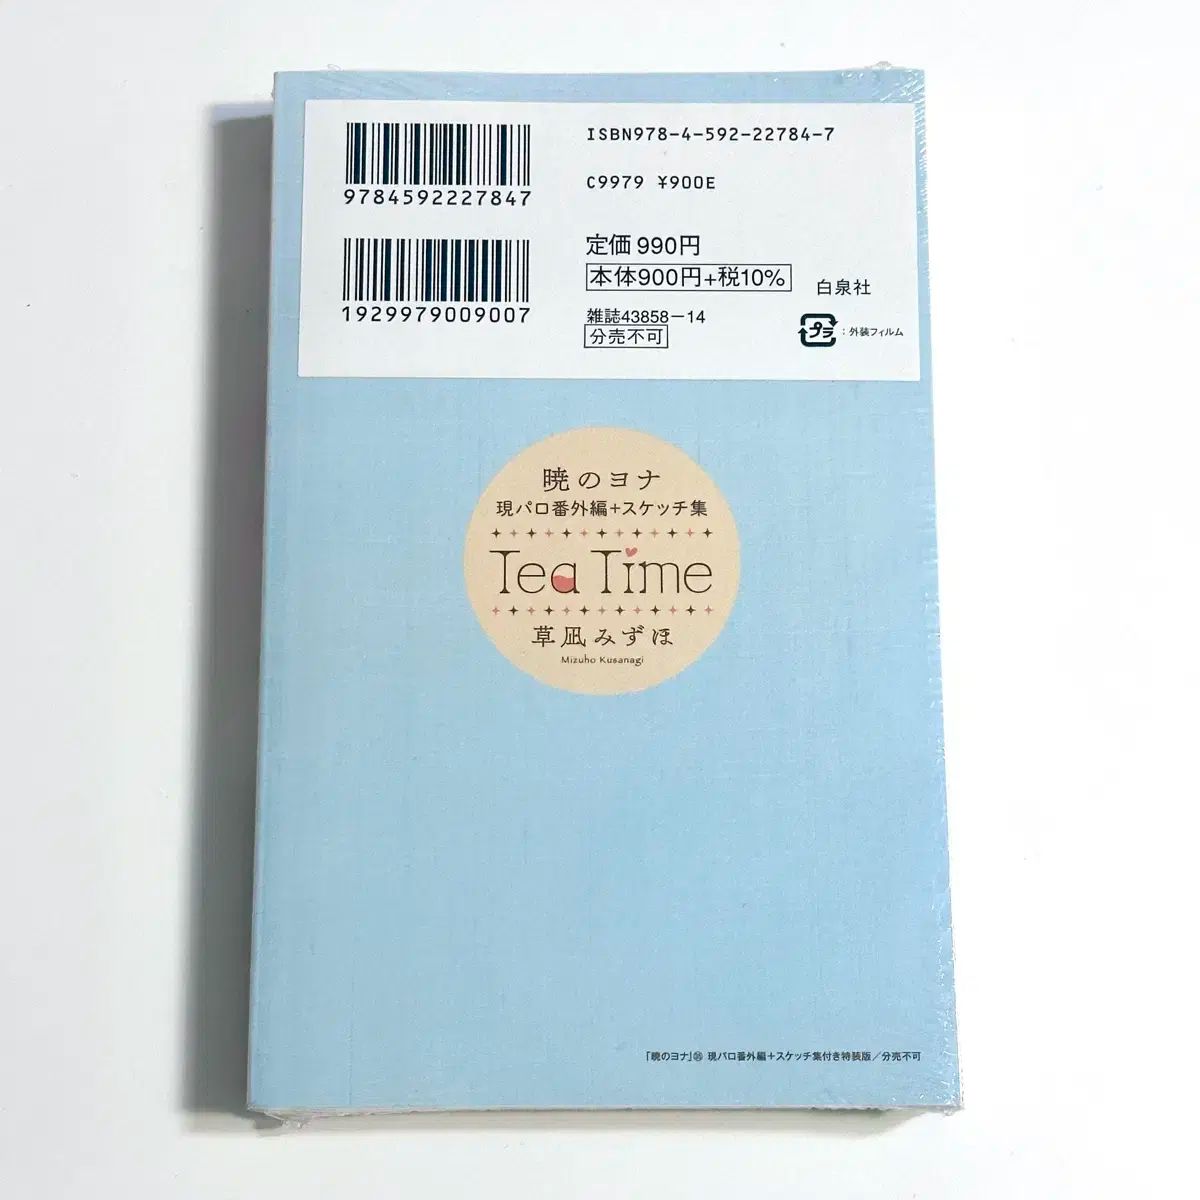 ISBN978-4-592-22784-7
9784592227847
C9979 ¥900E
定価 990円
本体900円+税10%
白泉社
1929979009007
雑誌43858-14
分売不可
プラ
:外装フィルム
暁のヨナ
現パロ番外編+スケッチ集
Tea Time
草凪みずほ
Mizuho Kusanagi
「暁のヨナ」 現パロ番外編+スケッチ集付き特装版/分売不可